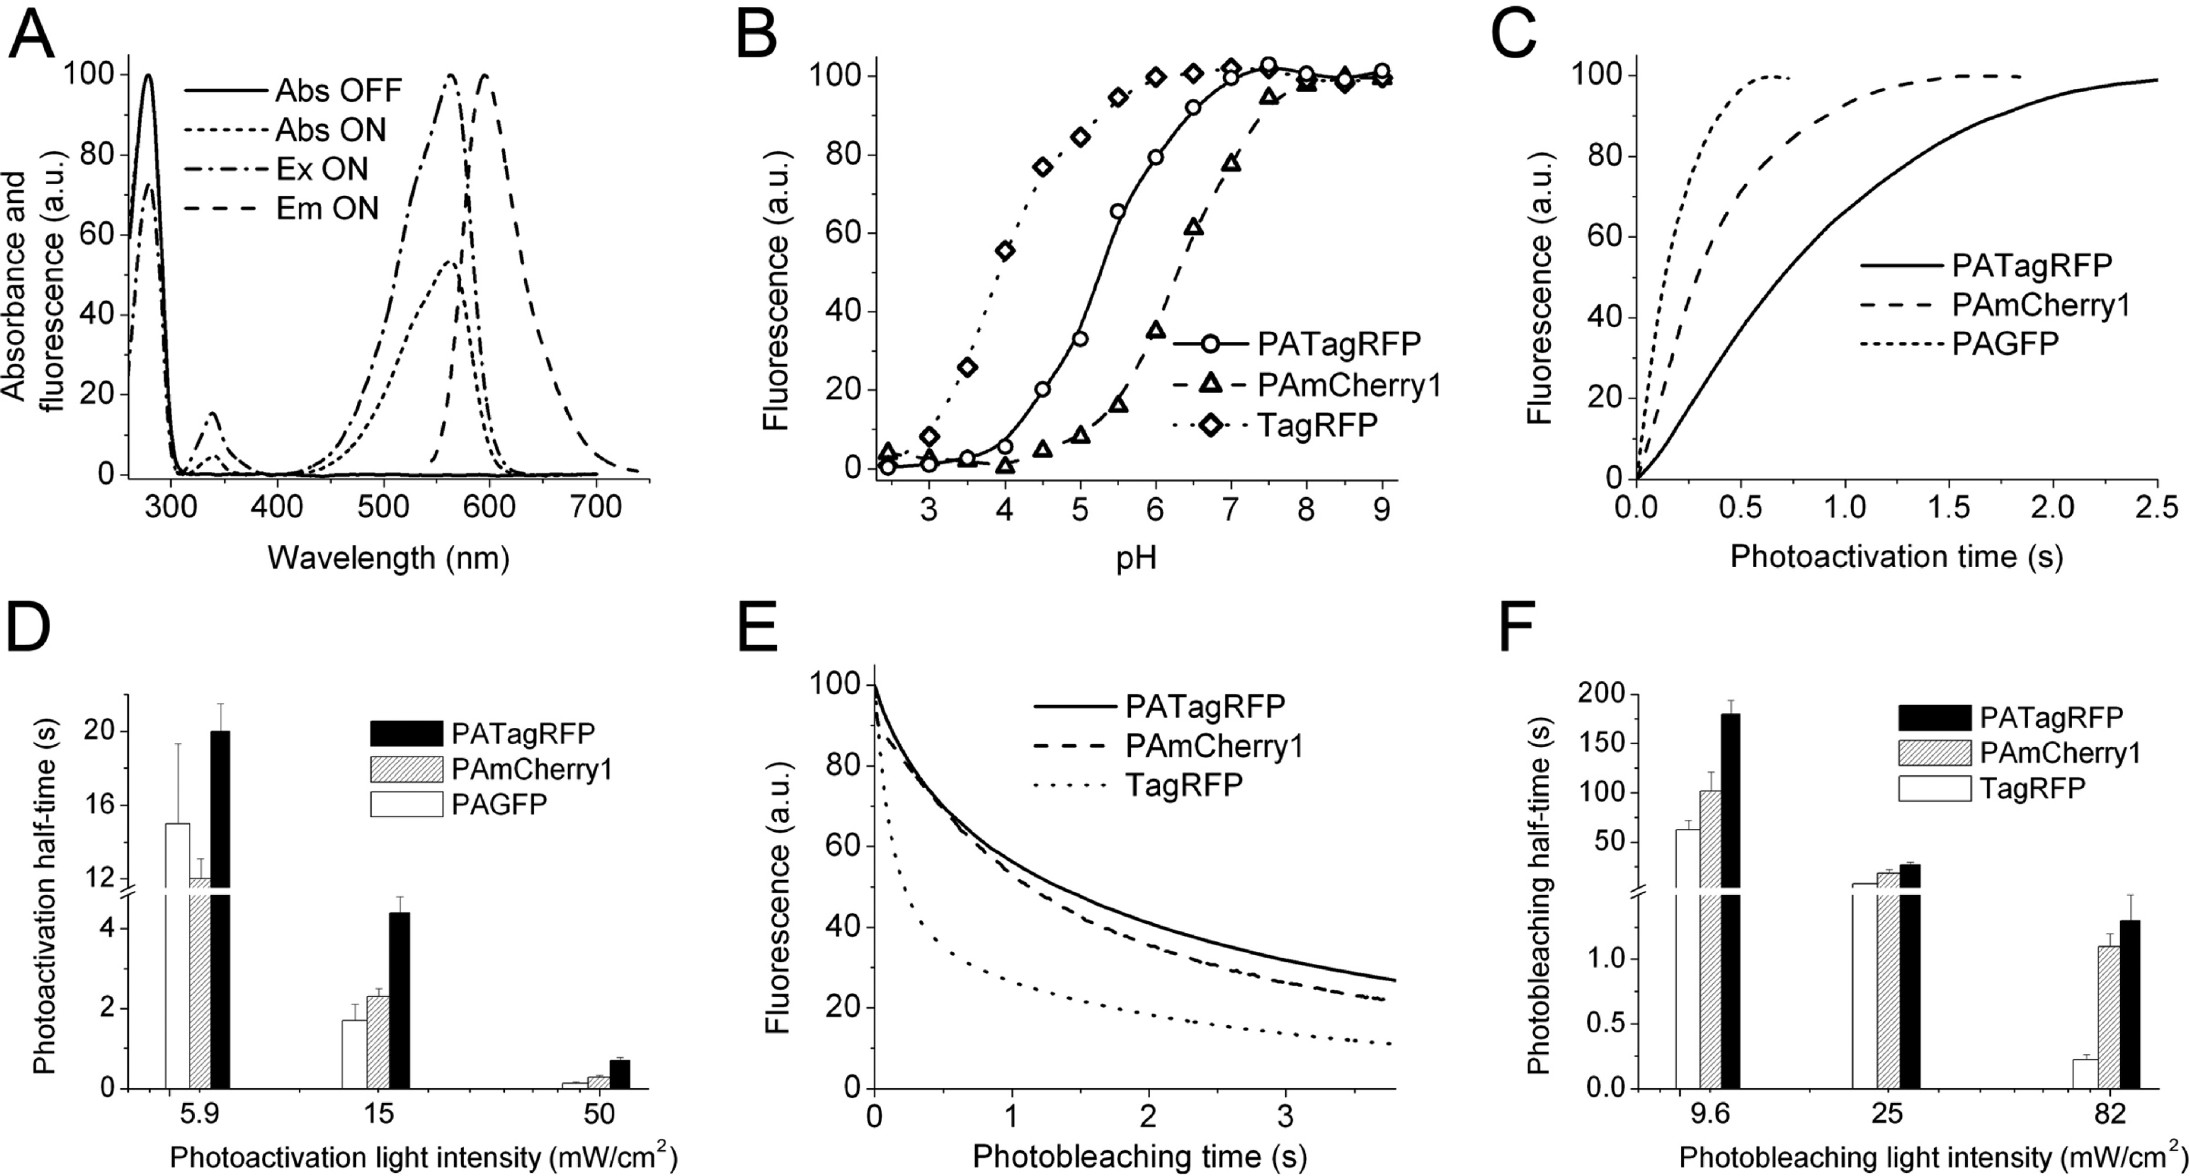 A
Absorbance and
fluorescence (a.u.)
100
80
60
40
20
0
Abs OFF
Abs ON
Ex ON
Em ON
300 400 500 600 700
Wavelength (nm)
B
Fluorescence (a.u.)
100
80
60
40
20
0
PATagRFP
PAmCherry1
TagRFP
3 4 5 6 7 8 9
pH
C
Fluorescence (a.u.)
100
80
60
40
20
0
PATagRFP
PAmCherry1
PAGFP
0.0 0.5 1.0 1.5 2.0 2.5
Photoactivation time (s)
D
Photoactivation half-time (s)
20
16
12
4
2
0
PATagRFP
PAmCherry1
PAGFP
5.9 15 50
Photoactivation light intensity (mW/cm²)
E
Fluorescence (a.u.)
100
80
60
40
20
0
PATagRFP
PAmCherry1
TagRFP
0 1 2 3
Photobleaching time (s)
F
Photobleaching half-time (s)
200
150
100
50
1.0
0.5
0.0
PATagRFP
PAmCherry1
TagRFP
9.6 25 82
Photobleaching light intensity (mW/cm²)